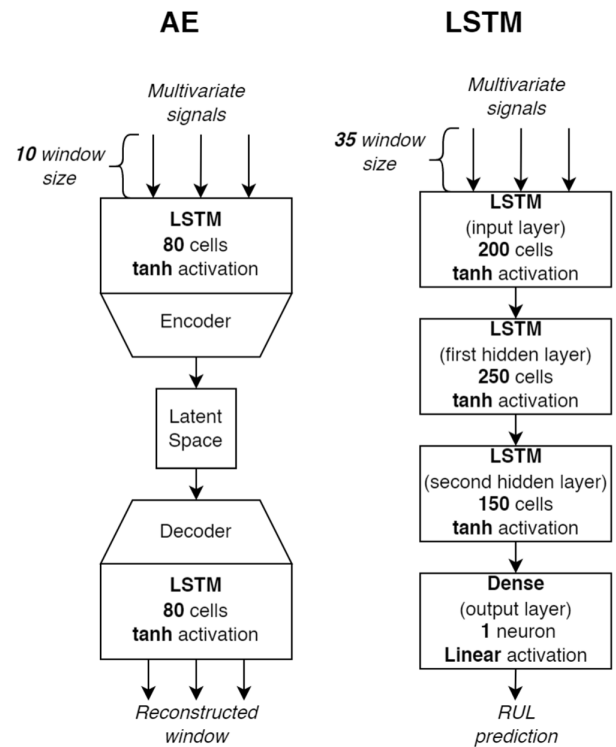 AE
Multivariate
signals
10 window
size
LSTM
80 cells
tanh activation
Encoder
Latent
Space
Decoder
LSTM
80 cells
tanh activation
Reconstructed
window
LSTM
Multivariate
signals
35 window
size
LSTM
(input layer)
200 cells
tanh activation
LSTM
(first hidden layer)
250 cells
tanh activation
LSTM
(second hidden layer)
150 cells
tanh activation
Dense
(output layer)
1 neuron
Linear activation
RUL
prediction